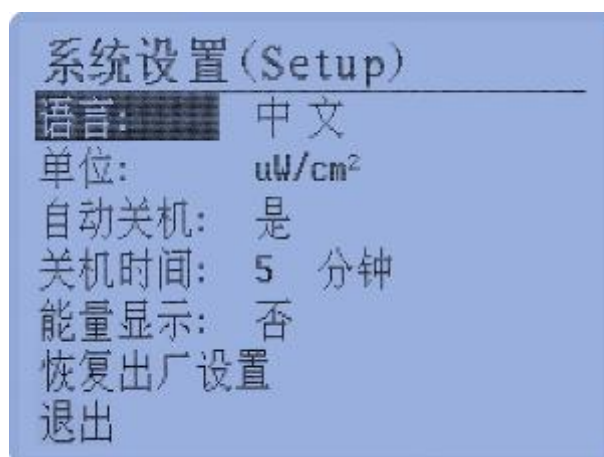 系统设置(Setup)
语言: 中文
单位: uW/cm²
自动关机: 是
关机时间: 5 分钟
能量显示: 否
恢复出厂设置
退出